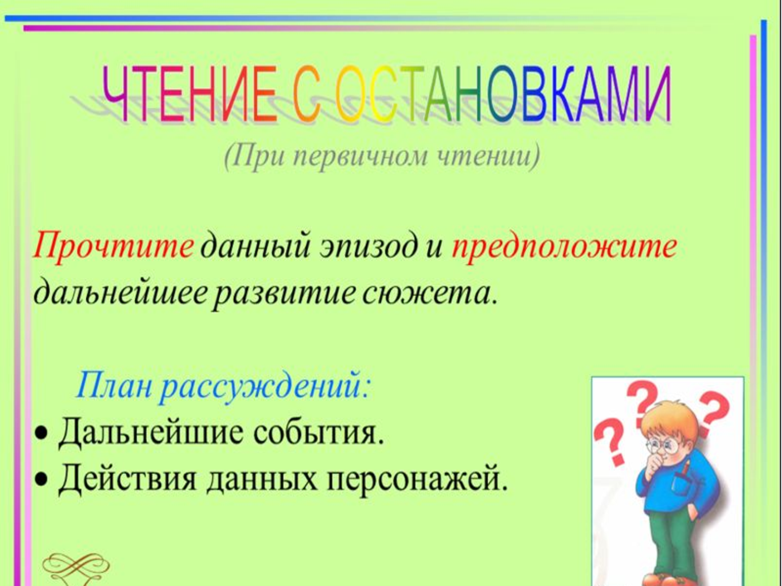 ЧТЕНИЕ С ОСТАНОВКАМИ
(При первичном чтении)
Прочтите данный эпизод и предположите
дальнейшее развитие сюжета.
План рассуждений:
• Дальнейшие события.
• Действия данных персонажей.
? ? ?